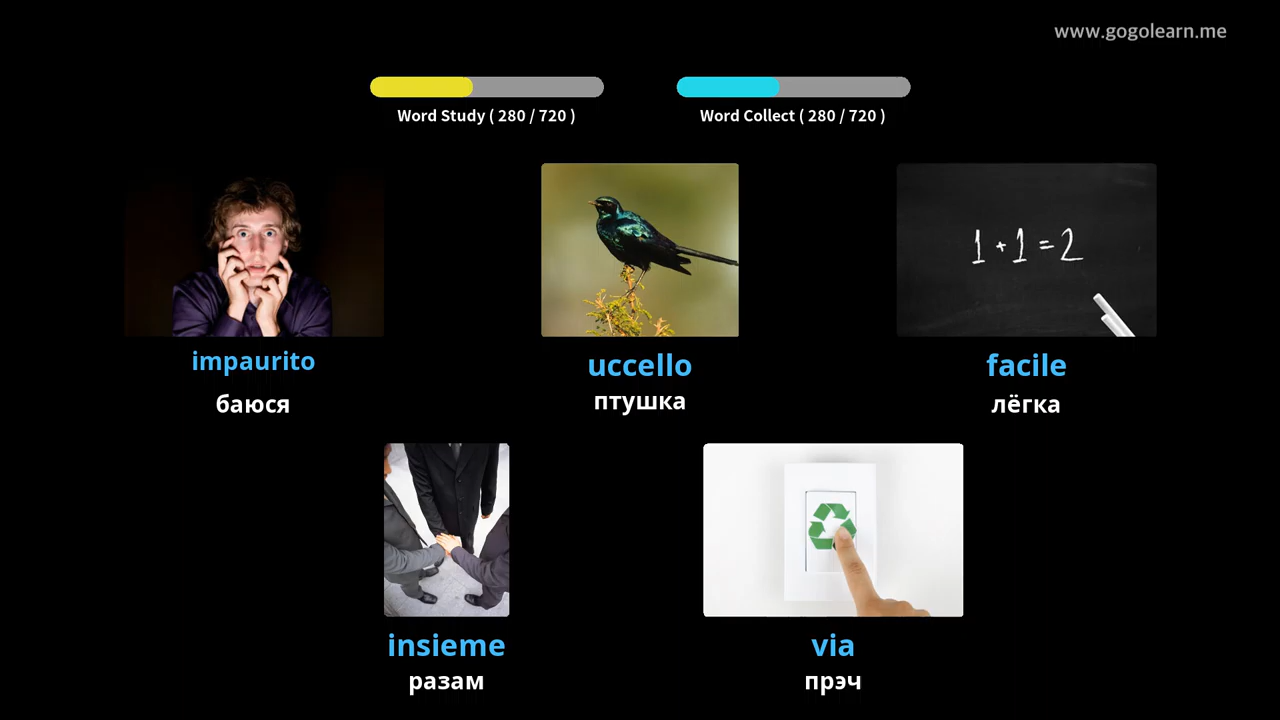 www.gogolearn.me
Word Study ( 280 / 720 )
Word Collect ( 280 / 720 )
1 + 1 = 2
impaurito
баюся
uccello
птушка
facile
лёгка
insieme
разам
via
прэч